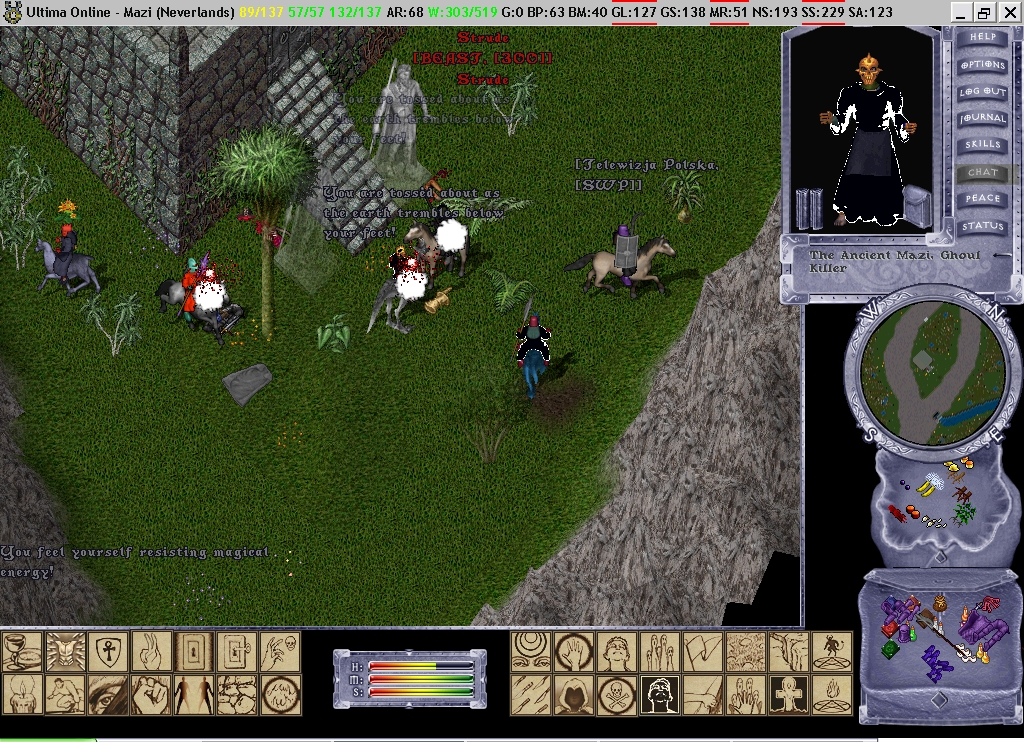 Ultima Online - Mazi (Neverlands) 89/137 57/57 132/137 AR:68 W:303/519 G:0 BP:63 BM:40 GL:127 GS:138 MR:51 NS:193 SS:229 SA:123
Strude
[BEAST, [300]]
Strude
You are tossed about as
the earth trembles below
your feet!
[Telewizja Polska,
[SWP]]
You are tossed about as
the earth trembles below
your feet!
You feel yourself resisting magical
energy!
HELP
OPTIONS
LOG OUT
JOURNAL
SKILLS
CHAT
PEACE
STATUS
The Ancient Mazi, Ghoul
Killer
W
N
S
E
H:
M:
S: